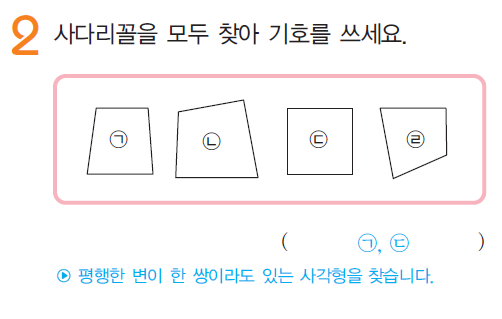 2 사다리꼴을 모두 찾아 기호를 쓰세요.
㉠ ㉡ ㉢ ㉣
( ㉠, ㉢ )
▶ 평행한 변이 한 쌍이라도 있는 사각형을 찾습니다.